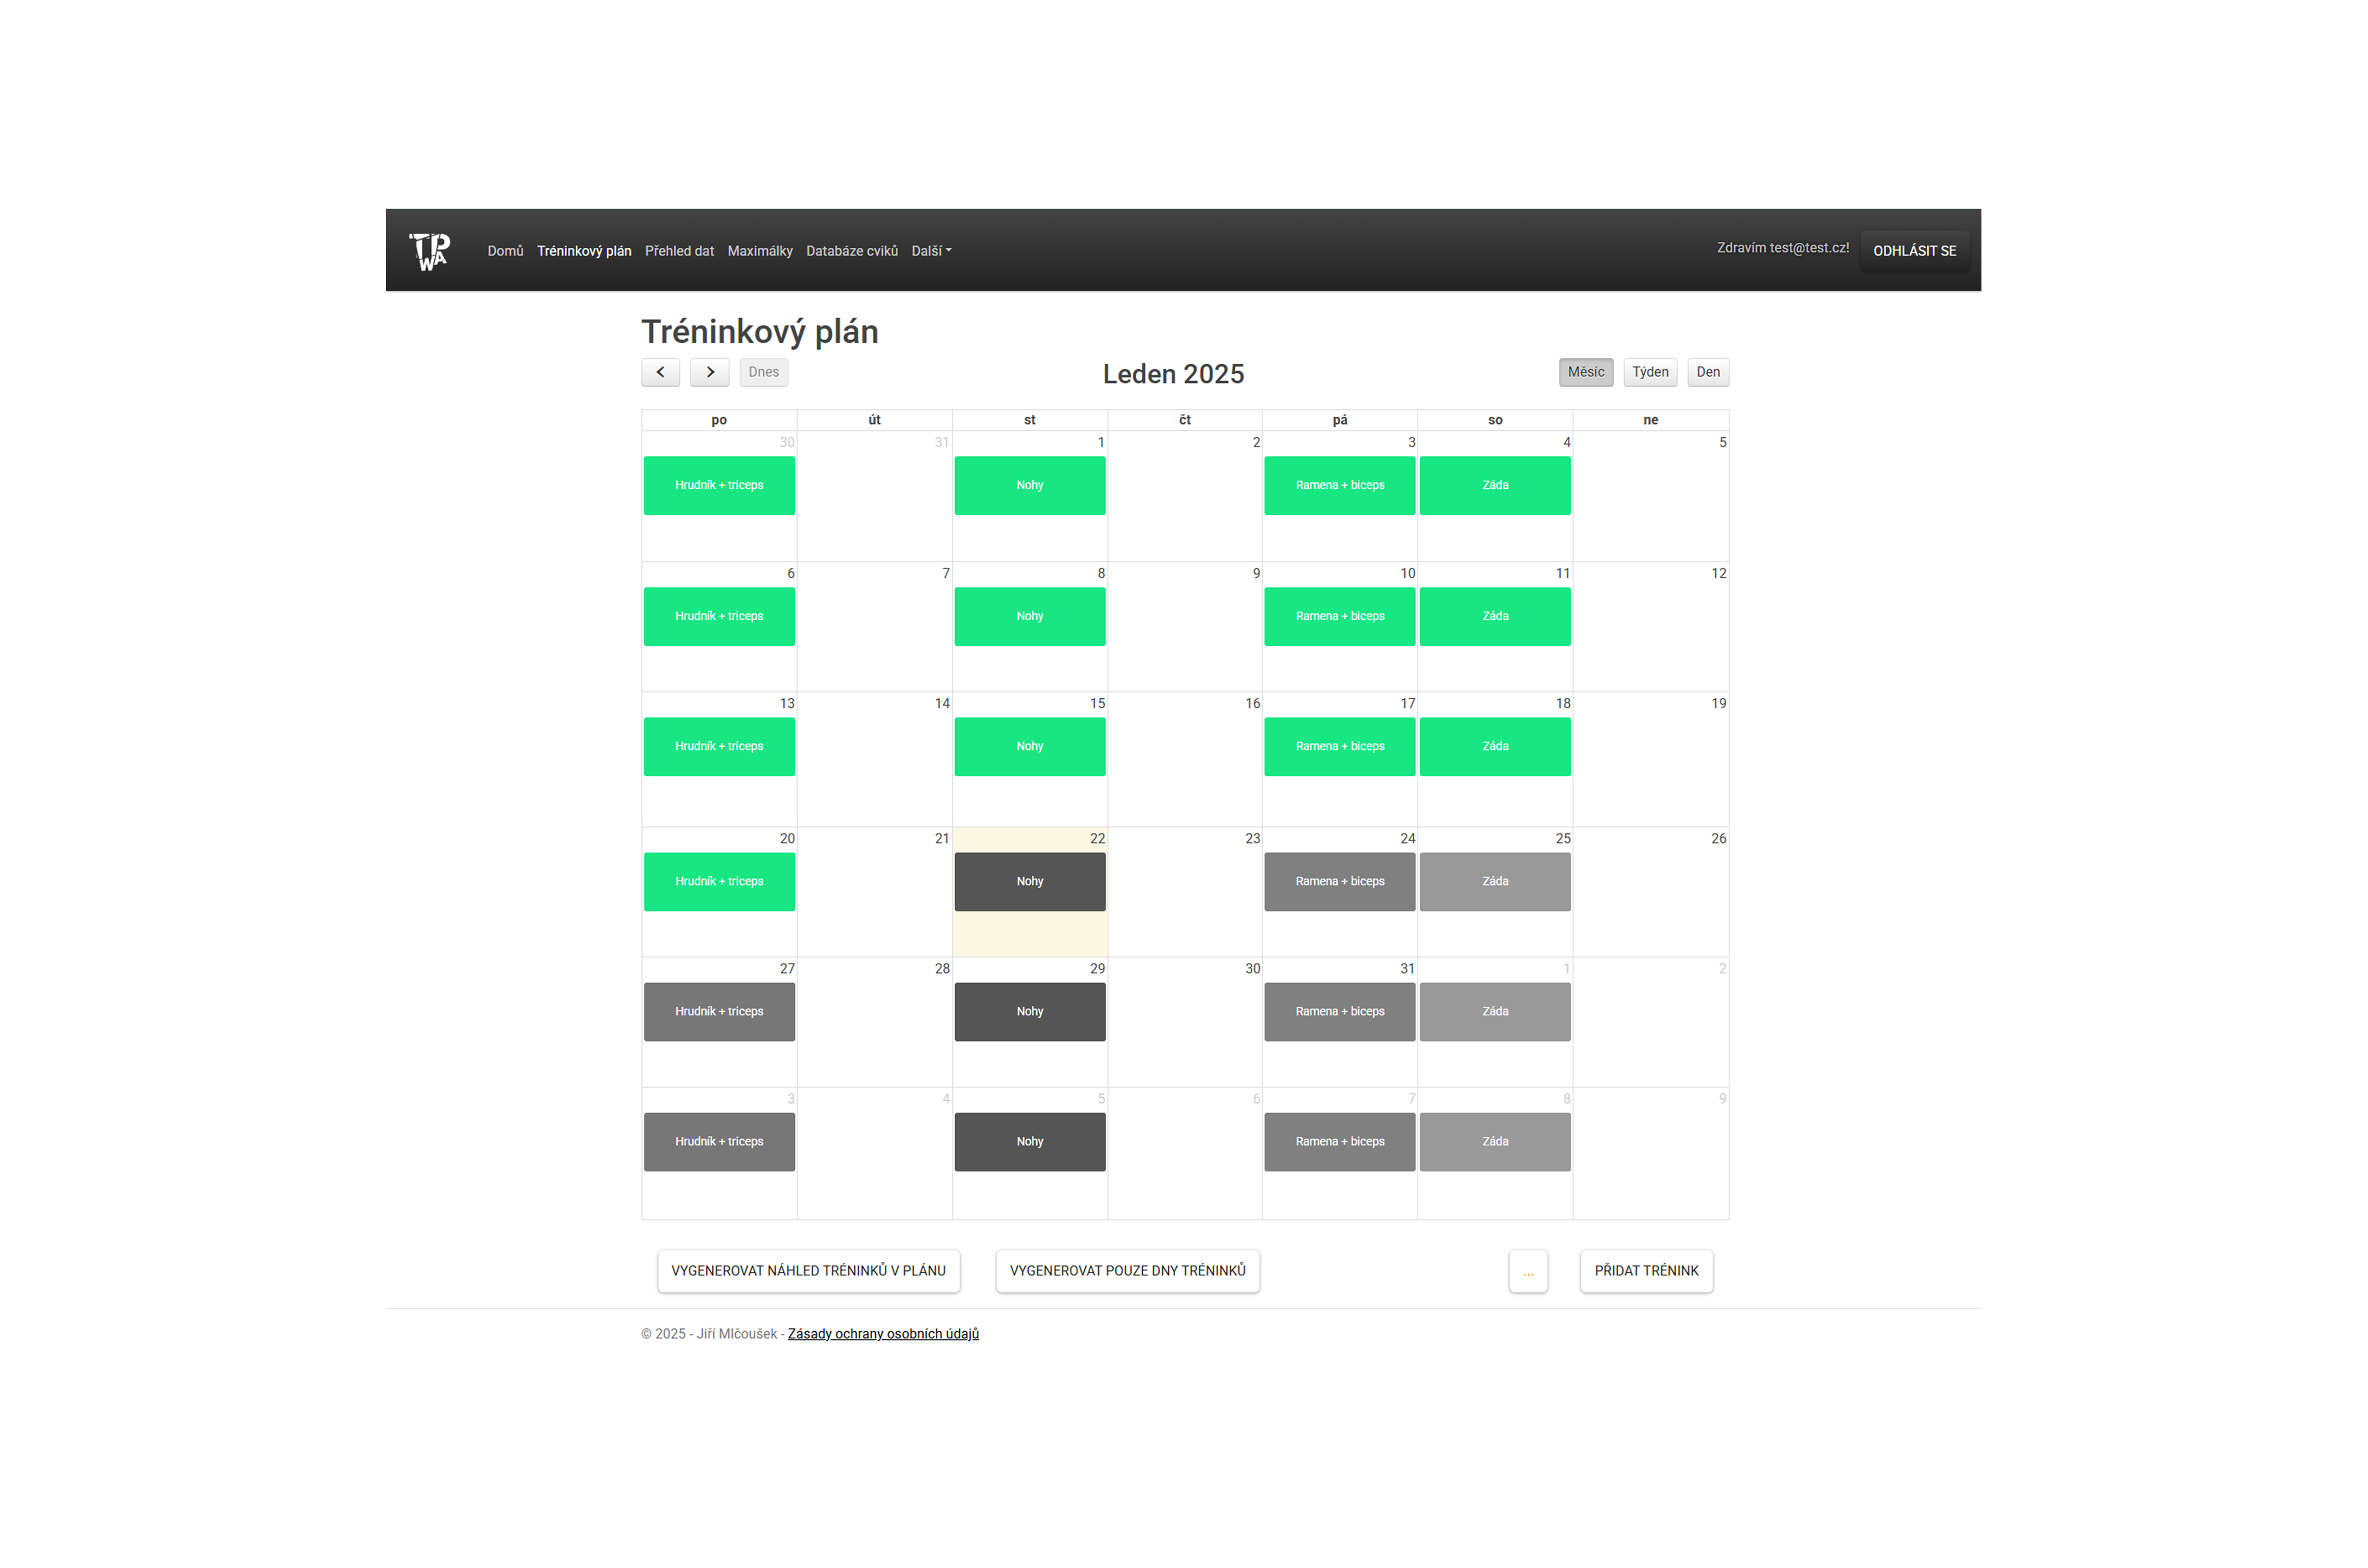 TPWA
Domů Tréninkový plán Přehled dat Maximálky Databáze cviků Další Zdravím test@test.cz! ODHLÁSIT SE
Tréninkový plán
Dnes Leden 2025 Měsíc Týden Den
po út st čt pá so ne
30 31 1 2 3 4 5
Hrudník + triceps Nohy Ramena + biceps Záda
6 7 8 9 10 11 12
Hrudník + triceps Nohy Ramena + biceps Záda
13 14 15 16 17 18 19
Hrudník + triceps Nohy Ramena + biceps Záda
20 21 22 23 24 25 26
Hrudník + triceps Nohy Ramena + biceps Záda
27 28 29 30 31 1 2
Hrudník + triceps Nohy Ramena + biceps Záda
3 4 5 6 7 8 9
Hrudník + triceps Nohy Ramena + biceps Záda
VYGENEROVAT NÁHLED TRÉNINKŮ V PLÁNU VYGENEROVAT POUZE DNY TRÉNINKŮ ... PŘIDAT TRÉNINK
© 2025 - Jiří Mlčoušek - Zásady ochrany osobních údajů